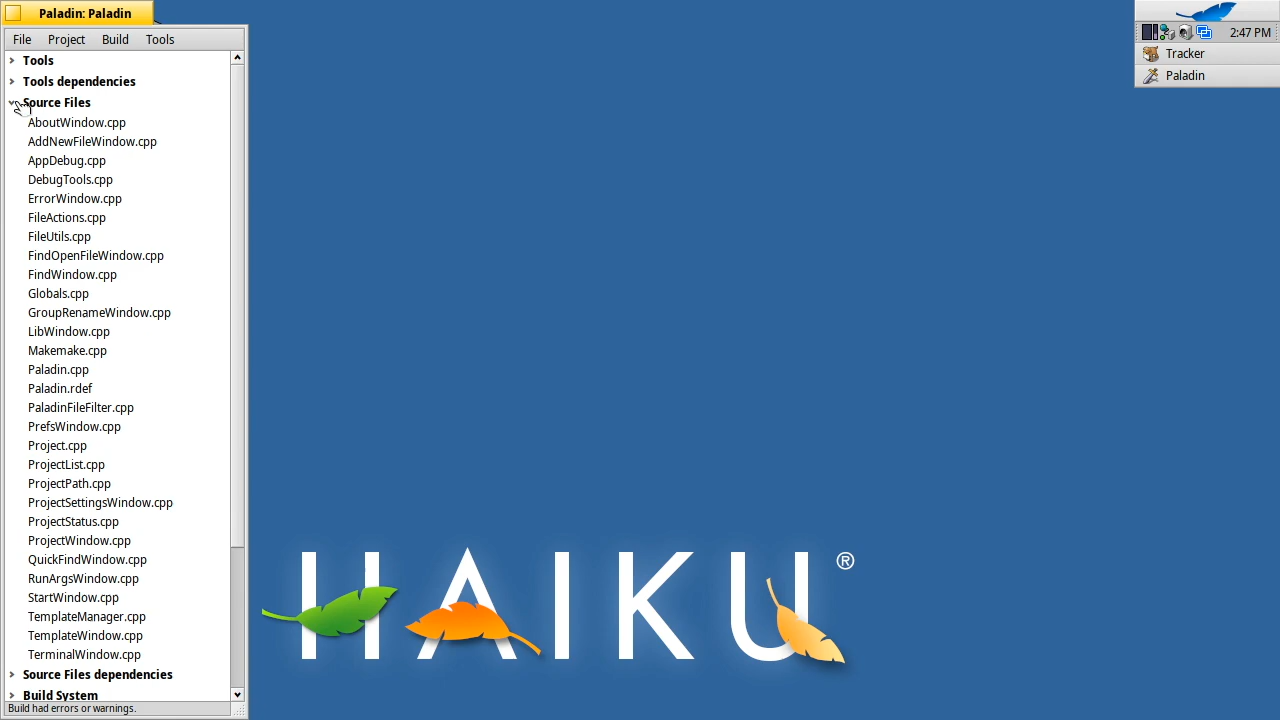 Paladin: Paladin
File Project Build Tools
Tools
Tools dependencies
Source Files
AboutWindow.cpp
AddNewFileWindow.cpp
AppDebug.cpp
DebugTools.cpp
ErrorWindow.cpp
FileActions.cpp
FileUtils.cpp
FindOpenFileWindow.cpp
FindWindow.cpp
Globals.cpp
GroupRenameWindow.cpp
LibWindow.cpp
Makemake.cpp
Paladin.cpp
Paladin.rdef
PaladinFileFilter.cpp
PrefsWindow.cpp
Project.cpp
ProjectList.cpp
ProjectPath.cpp
ProjectSettingsWindow.cpp
ProjectStatus.cpp
ProjectWindow.cpp
QuickFindWindow.cpp
RunArgsWindow.cpp
StartWindow.cpp
TemplateManager.cpp
TemplateWindow.cpp
TerminalWindow.cpp
Source Files dependencies
Build System
Build had errors or warnings.
2:47 PM
Tracker
Paladin
HAIKU ®